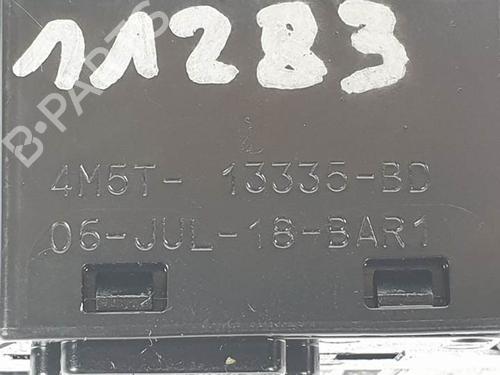 11283
B-PARTS
4M5T- 13335-BD
06-JUL-18-BAR1